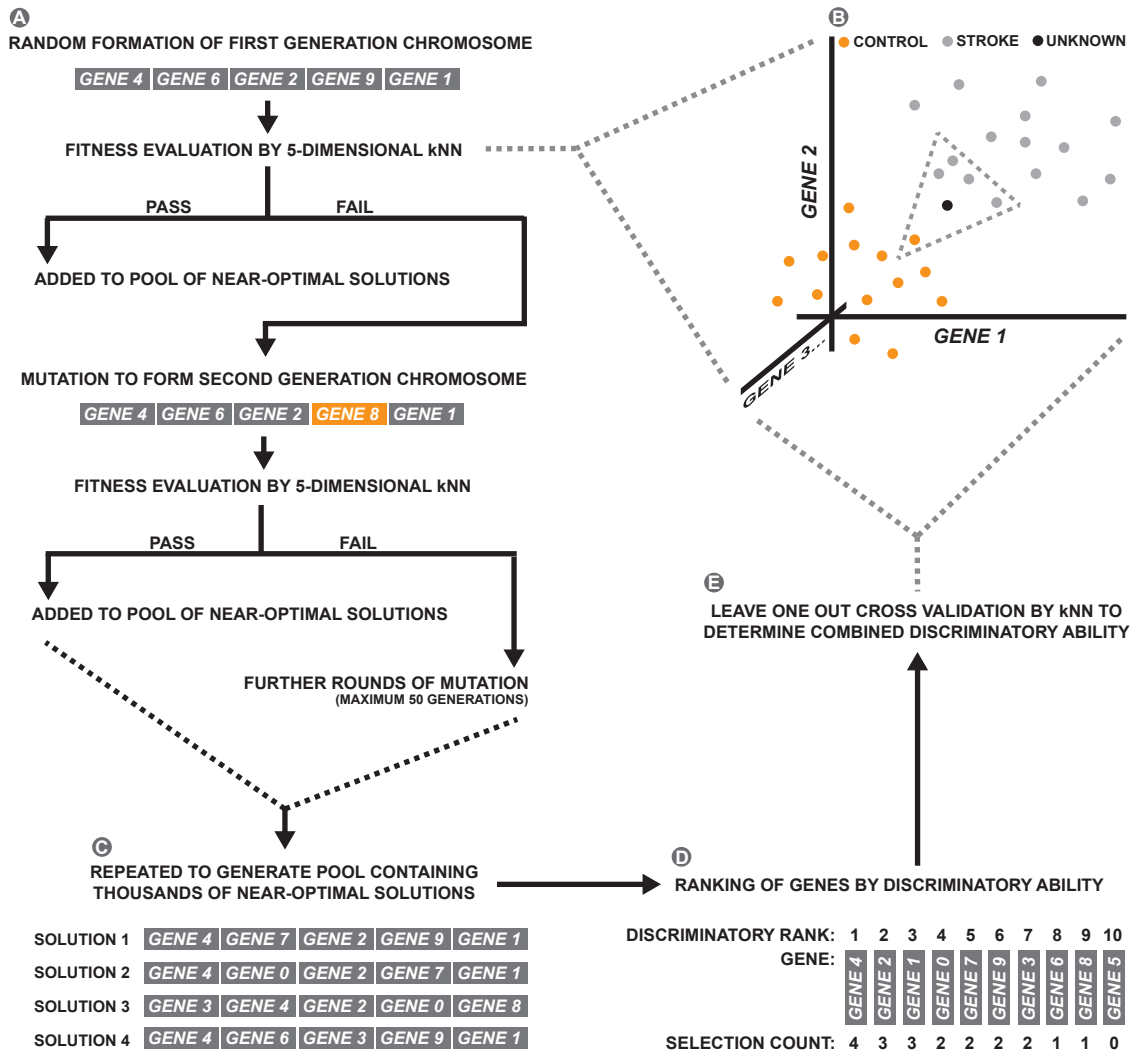 A
RANDOM FORMATION OF FIRST GENERATION CHROMOSOME
GENE 4 GENE 6 GENE 2 GENE 9 GENE 1
FITNESS EVALUATION BY 5-DIMENSIONAL kNN
PASS FAIL
ADDED TO POOL OF NEAR-OPTIMAL SOLUTIONS
MUTATION TO FORM SECOND GENERATION CHROMOSOME
GENE 4 GENE 6 GENE 2 GENE 8 GENE 1
FITNESS EVALUATION BY 5-DIMENSIONAL kNN
PASS FAIL
ADDED TO POOL OF NEAR-OPTIMAL SOLUTIONS
FURTHER ROUNDS OF MUTATION
(MAXIMUM 50 GENERATIONS)
B
CONTROL STROKE UNKNOWN
GENE 2
GENE 1
GENE 3...
C
REPEATED TO GENERATE POOL CONTAINING
THOUSANDS OF NEAR-OPTIMAL SOLUTIONS
SOLUTION 1 GENE 4 GENE 7 GENE 2 GENE 9 GENE 1
SOLUTION 2 GENE 4 GENE 0 GENE 2 GENE 7 GENE 1
SOLUTION 3 GENE 3 GENE 4 GENE 2 GENE 0 GENE 8
SOLUTION 4 GENE 4 GENE 6 GENE 3 GENE 9 GENE 1
D
RANKING OF GENES BY DISCRIMINATORY ABILITY
DISCRIMINATORY RANK: 1 2 3 4 5 6 7 8 9 10
GENE: GENE 4 GENE 2 GENE 1 GENE 0 GENE 7 GENE 9 GENE 3 GENE 6 GENE 8 GENE 5
SELECTION COUNT: 4 3 3 2 2 2 2 1 1 0
E
LEAVE ONE OUT CROSS VALIDATION BY kNN TO
DETERMINE COMBINED DISCRIMINATORY ABILITY